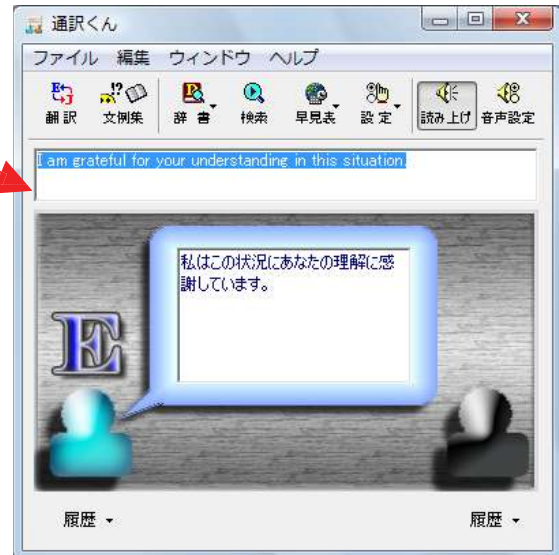 通訳くん
ファイル 編集 ウィンドウ ヘルプ
翻訳 文例集 辞書 検索 早見表 設定 読み上げ 音声設定
I am grateful for your understanding in this situation.
私はこの状況にあなたの理解に感
謝しています。
E
履歴 履歴